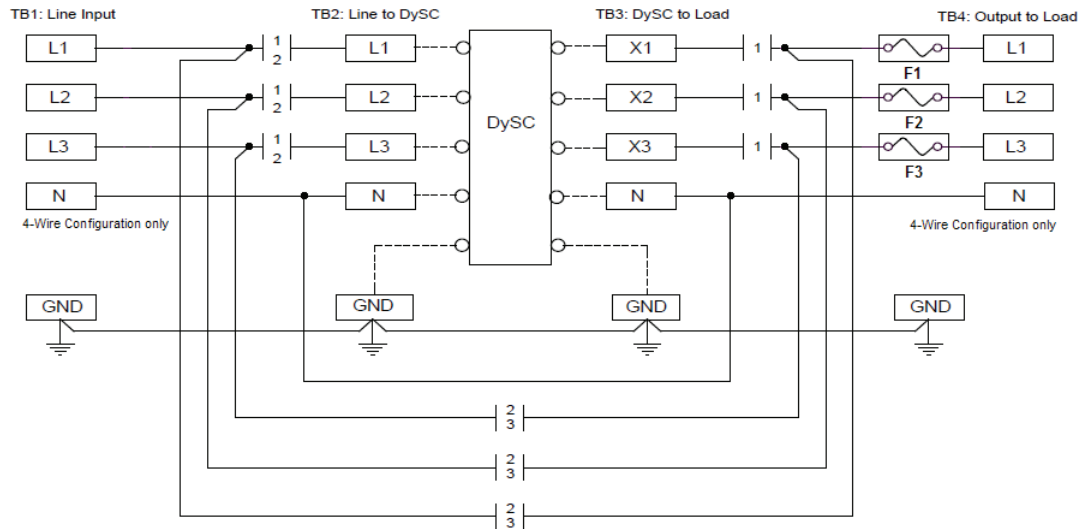 TB1: Line Input
TB2: Line to DySC
TB3: DySC to Load
TB4: Output to Load
L1
1
2
L1
X1
1
F1
L1
L2
1
2
L2
DySC
X2
1
F2
L2
L3
1
2
L3
X3
1
F3
L3
N
N
N
N
4-Wire Configuration only
4-Wire Configuration only
GND
GND
GND
GND
2
3
2
3
2
3